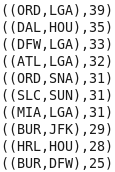 ((ORD,LGA),39)
((DAL,HOU),35)
((DFW,LGA),33)
((ATL,LGA),32)
((ORD,SNA),31)
((SLC,SUN),31)
((MIA,LGA),31)
((BUR,JFK),29)
((HRL,HOU),28)
((BUR,DFW),25)